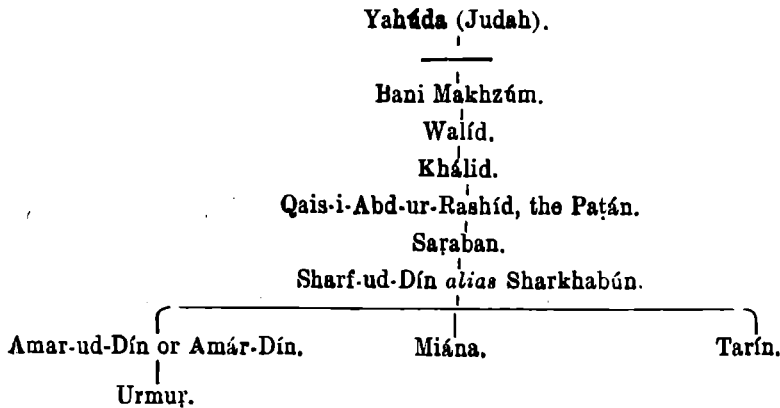 Yahúda (Judah).
Bani Makhzúm.
Walíd.
Khálid.
Qais-i-Abd-ur-Rashíd, the Paṭán.
Saṛaban.
Sharf-ud-Dín alias Sharkhabún.
Amar-ud-Dín or Amár-Dín. Miána. Tarín.
Urmuṛ.